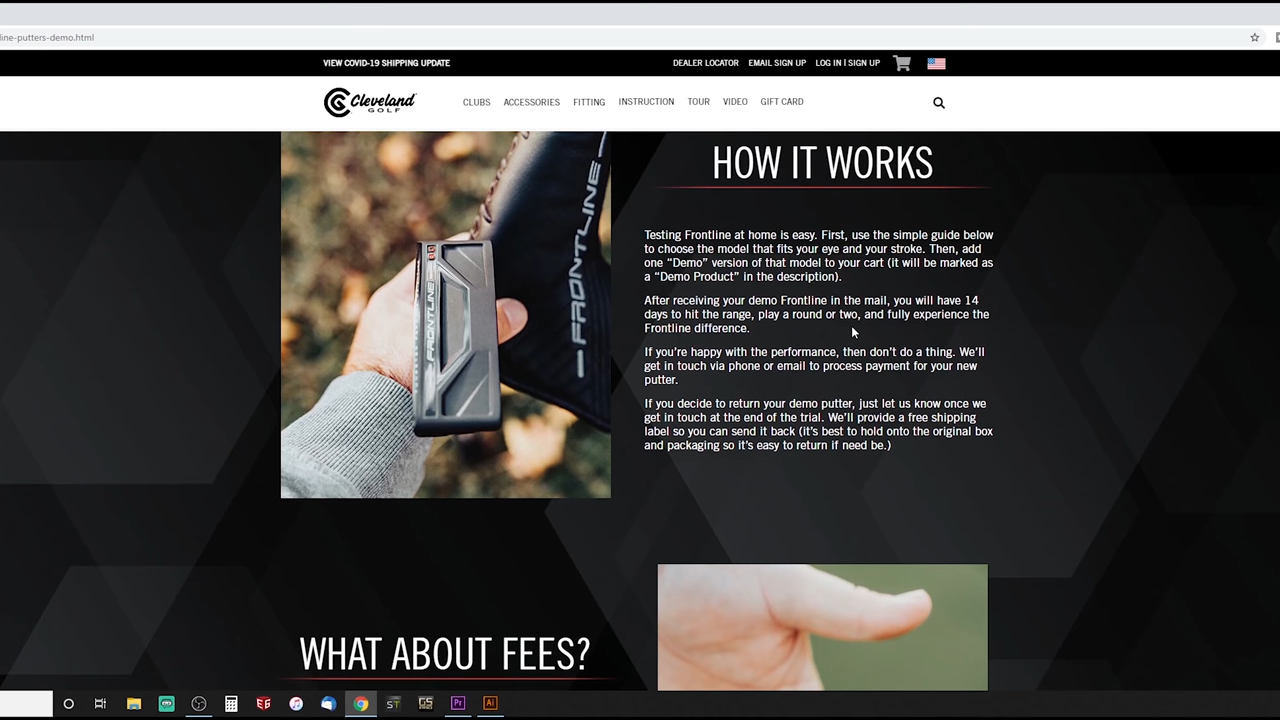 line-putters-demo.html
VIEW COVID-19 SHIPPING UPDATE
DEALER LOCATOR EMAIL SIGN UP LOG IN | SIGN UP
Cleveland
GOLF
CLUBS ACCESSORIES FITTING INSTRUCTION TOUR VIDEO GIFT CARD
FRONTLINE
FRONTLINE
HOW IT WORKS
Testing Frontline at home is easy. First, use the simple guide below
to choose the model that fits your eye and your stroke. Then, add
one “Demo” version of that model to your cart (it will be marked as
a “Demo Product” in the description).
After receiving your demo Frontline in the mail, you will have 14
days to hit the range, play a round or two, and fully experience the
Frontline difference.
If you’re happy with the performance, then don’t do a thing. We’ll
get in touch via phone or email to process payment for your new
putter.
If you decide to return your demo putter, just let us know once we
get in touch at the end of the trial. We’ll provide a free shipping
label so you can send it back (it’s best to hold onto the original box
and packaging so it’s easy to return if need be.)
WHAT ABOUT FEES?
ST
GS
Pr
Ai